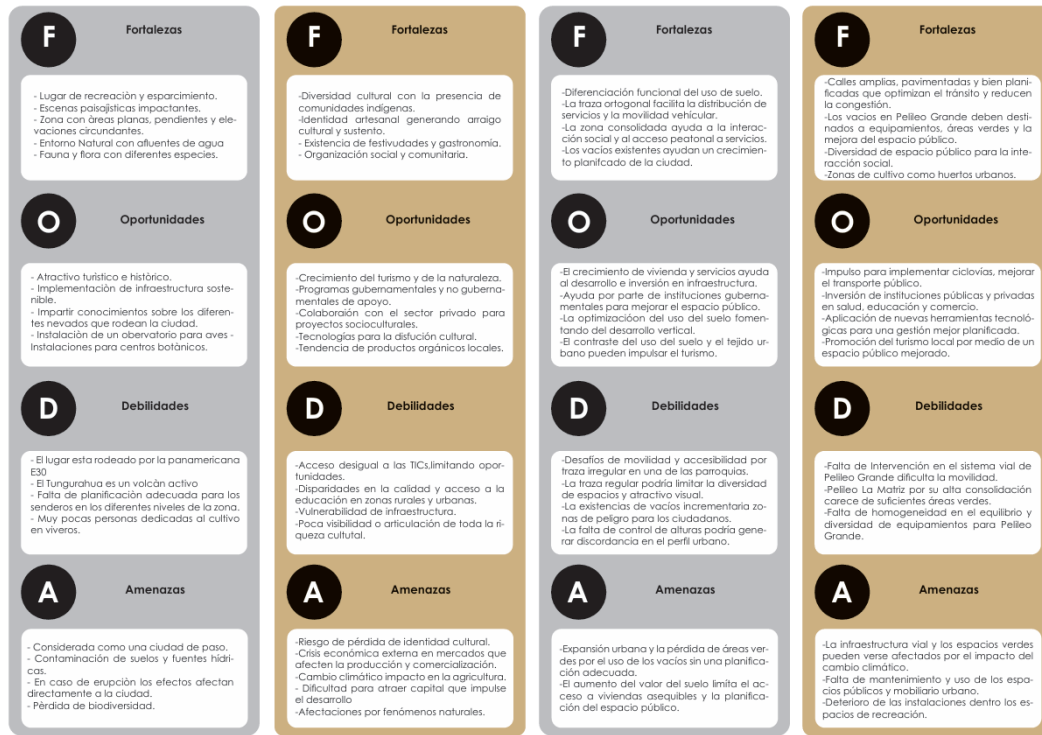 F
Fortalezas
- Lugar de recreación y esparcimiento.
- Escenas paisajísticas impactantes.
- Zona con àreas planas, pendientes y ele-
vaciones circundantes.
- Entorno Natural con afluentes de agua
- Fauna y flora con diferentes especies.
O
Oportunidades
- Atractivo turìstico e històrico.
- Implementaciòn de infraestructura soste-
nible.
- Impartir conocimientos sobre los diferen-
tes nevados que rodean la ciudad.
- Instalaciòn de un obervatorio para aves -
Instalaciones para centros botànicos.
D
Debilidades
- El lugar esta rodeado por la panamericana
E30
- El Tungurahua es un volcàn activo
- Falta de planificaciòn adecuada para los
senderos en los diferentes niveles de la zona.
- Muy pocas personas dedicadas al cultivo
en viveros.
A
Amenazas
- Considerada como una ciudad de paso.
- Contaminación de suelos y fuentes hídri-
cas.
- En caso de erupciòn los efectos afectan
directamente a la ciudad.
- Pérdida de biodiversidad.
F
Fortalezas
-Diversidad cultural con la presencia de
comunidades indígenas.
-Identidad artesanal generando arraigo
cultural y sustento.
- Existencia de festivudades y gastronomía.
- Organización social y comunitaria.
O
Oportunidades
-Crecimiento del turismo y de la naturaleza.
-Programas gubernamentales y no guberna-
mentales de apoyo.
-Colaboraión con el sector privado para
proyectos socioculturales.
-Tecnologías para la disfución cultural.
-Tendencia de productos orgánicos locales.
D
Debilidades
-Acceso desigual a las TICs,limitando opor-
tunidades.
-Disparidades en la calidad y acceso a la
educación en zonas rurales y urbanas.
-Vulnerabilidad de infraestructura.
-Poca visibilidad o articulación de toda la ri-
queza cultutal.
A
Amenazas
-Riesgo de pérdida de identidad cultural.
-Crisis económica externa en mercados que
afecten la producción y comercialización.
-Cambio climático impacto en la agricultura.
- Dificultad para atraer capital que impulse
el desarrollo
-Afectaciones por fenómenos naturales.
F
Fortalezas
-Diferenciación funcional del uso de suelo.
-La traza ortogonal facilita la distribución de
servicios y la movilidad vehícular.
-La zona consolidada ayuda a la interac-
ción social y al acceso peatonal a servicios.
-Los vacíos existentes ayudan un crecimien-
to planifcado de la ciudad.
O
Oportunidades
-El crecimiento de vivienda y servicios ayuda
al desarrollo e inversión en infraestructura.
-Ayuda por parte de instituciones guberna-
mentales para mejorar el espacio público.
-La optimizacíoon del uso del suelo fomen-
tando del desarrollo vertical.
-El contraste del uso del suelo y el tejido ur-
bano pueden impulsar el turismo.
D
Debilidades
-Desafíos de movilidad y accesibilidad por
traza irregular en una de las parroquias.
-La traza regular podría limitar la diversidad
de espacios y atractivo visual.
-La existencias de vacíos incrementaria zo-
nas de peligro para los ciudadanos.
-La falta de control de alturas podría gene-
rar discordancia en el perfil urbano.
A
Amenazas
-Expansión urbana y la pérdida de áreas ver-
des por el uso de los vacíos sin una planifica-
ción adecuada.
-El aumento del valor del suelo limíta el ac-
ceso a viviendas asequibles y la planifica-
ción del espacio público.
F
Fortalezas
-Calles amplias, pavimentadas y bien plani-
ficadas que optimizan el tránsito y reducen
la congestión.
-Los vacios en Pelileo Grande deben desti-
nados a equipamientos, áreas verdes y la
mejora del espacio público.
-Diversidad de espacio público para la inte-
racción social.
-Zonas de cultivo como huertos urbanos.
O
Oportunidades
-Impulso para implementar ciclovías, mejorar
el transporte público.
-Inversión de instituciones públicas y privadas
en salud, educación y comercio.
-Aplicación de nuevas herramientas tecnoló-
gicas para una gestión mejor planificada.
-Promoción del turismo local por medio de un
espacio público mejorado.
D
Debilidades
-Falta de Intervención en el sistema vial de
Pelileo Grande dificulta la movilidad.
-Pelileo La Matriz por su alta consolidación
carece de suficientes áreas verdes.
-Falta de homogeneidad en el equilibrio y
diversidad de equipamientos para Pelileo
Grande.
A
Amenazas
-La infraestructura vial y los espacios verdes
pueden verse afectados por el impacto del
cambio climático.
-Falta de mantenimiento y uso de los espa-
cios públicos y mobiliario urbano.
-Deterioro de las instalaciones dentro los es-
pacios de recreación.